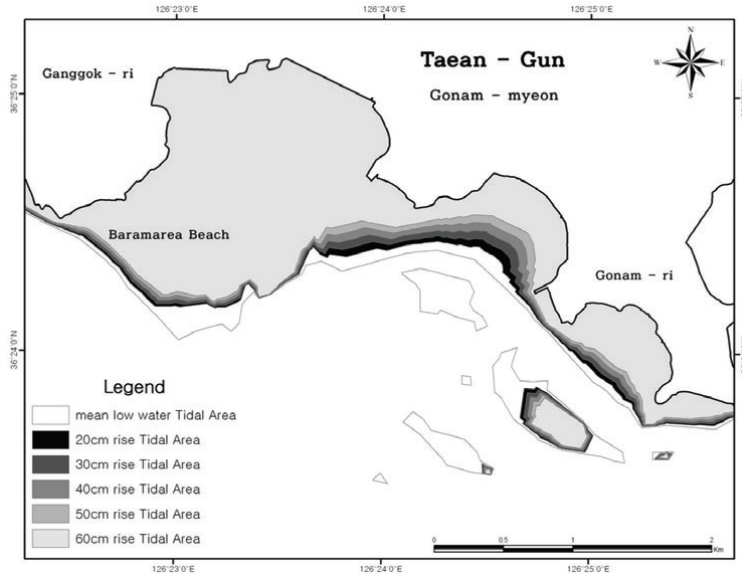 126°23'0"E 126°24'0"E 126°25'0"E
Ganggok - ri
Taean - Gun
Gonam - myeon
N
W E
S
36°25'0"N
Baramarea Beach
Gonam - ri
36°24'0"N
Legend
mean low water Tidal Area
20cm rise Tidal Area
30cm rise Tidal Area
40cm rise Tidal Area
50cm rise Tidal Area
60cm rise Tidal Area
0 0.5 1 2
Km
126°23'0"E 126°24'0"E 126°25'0"E